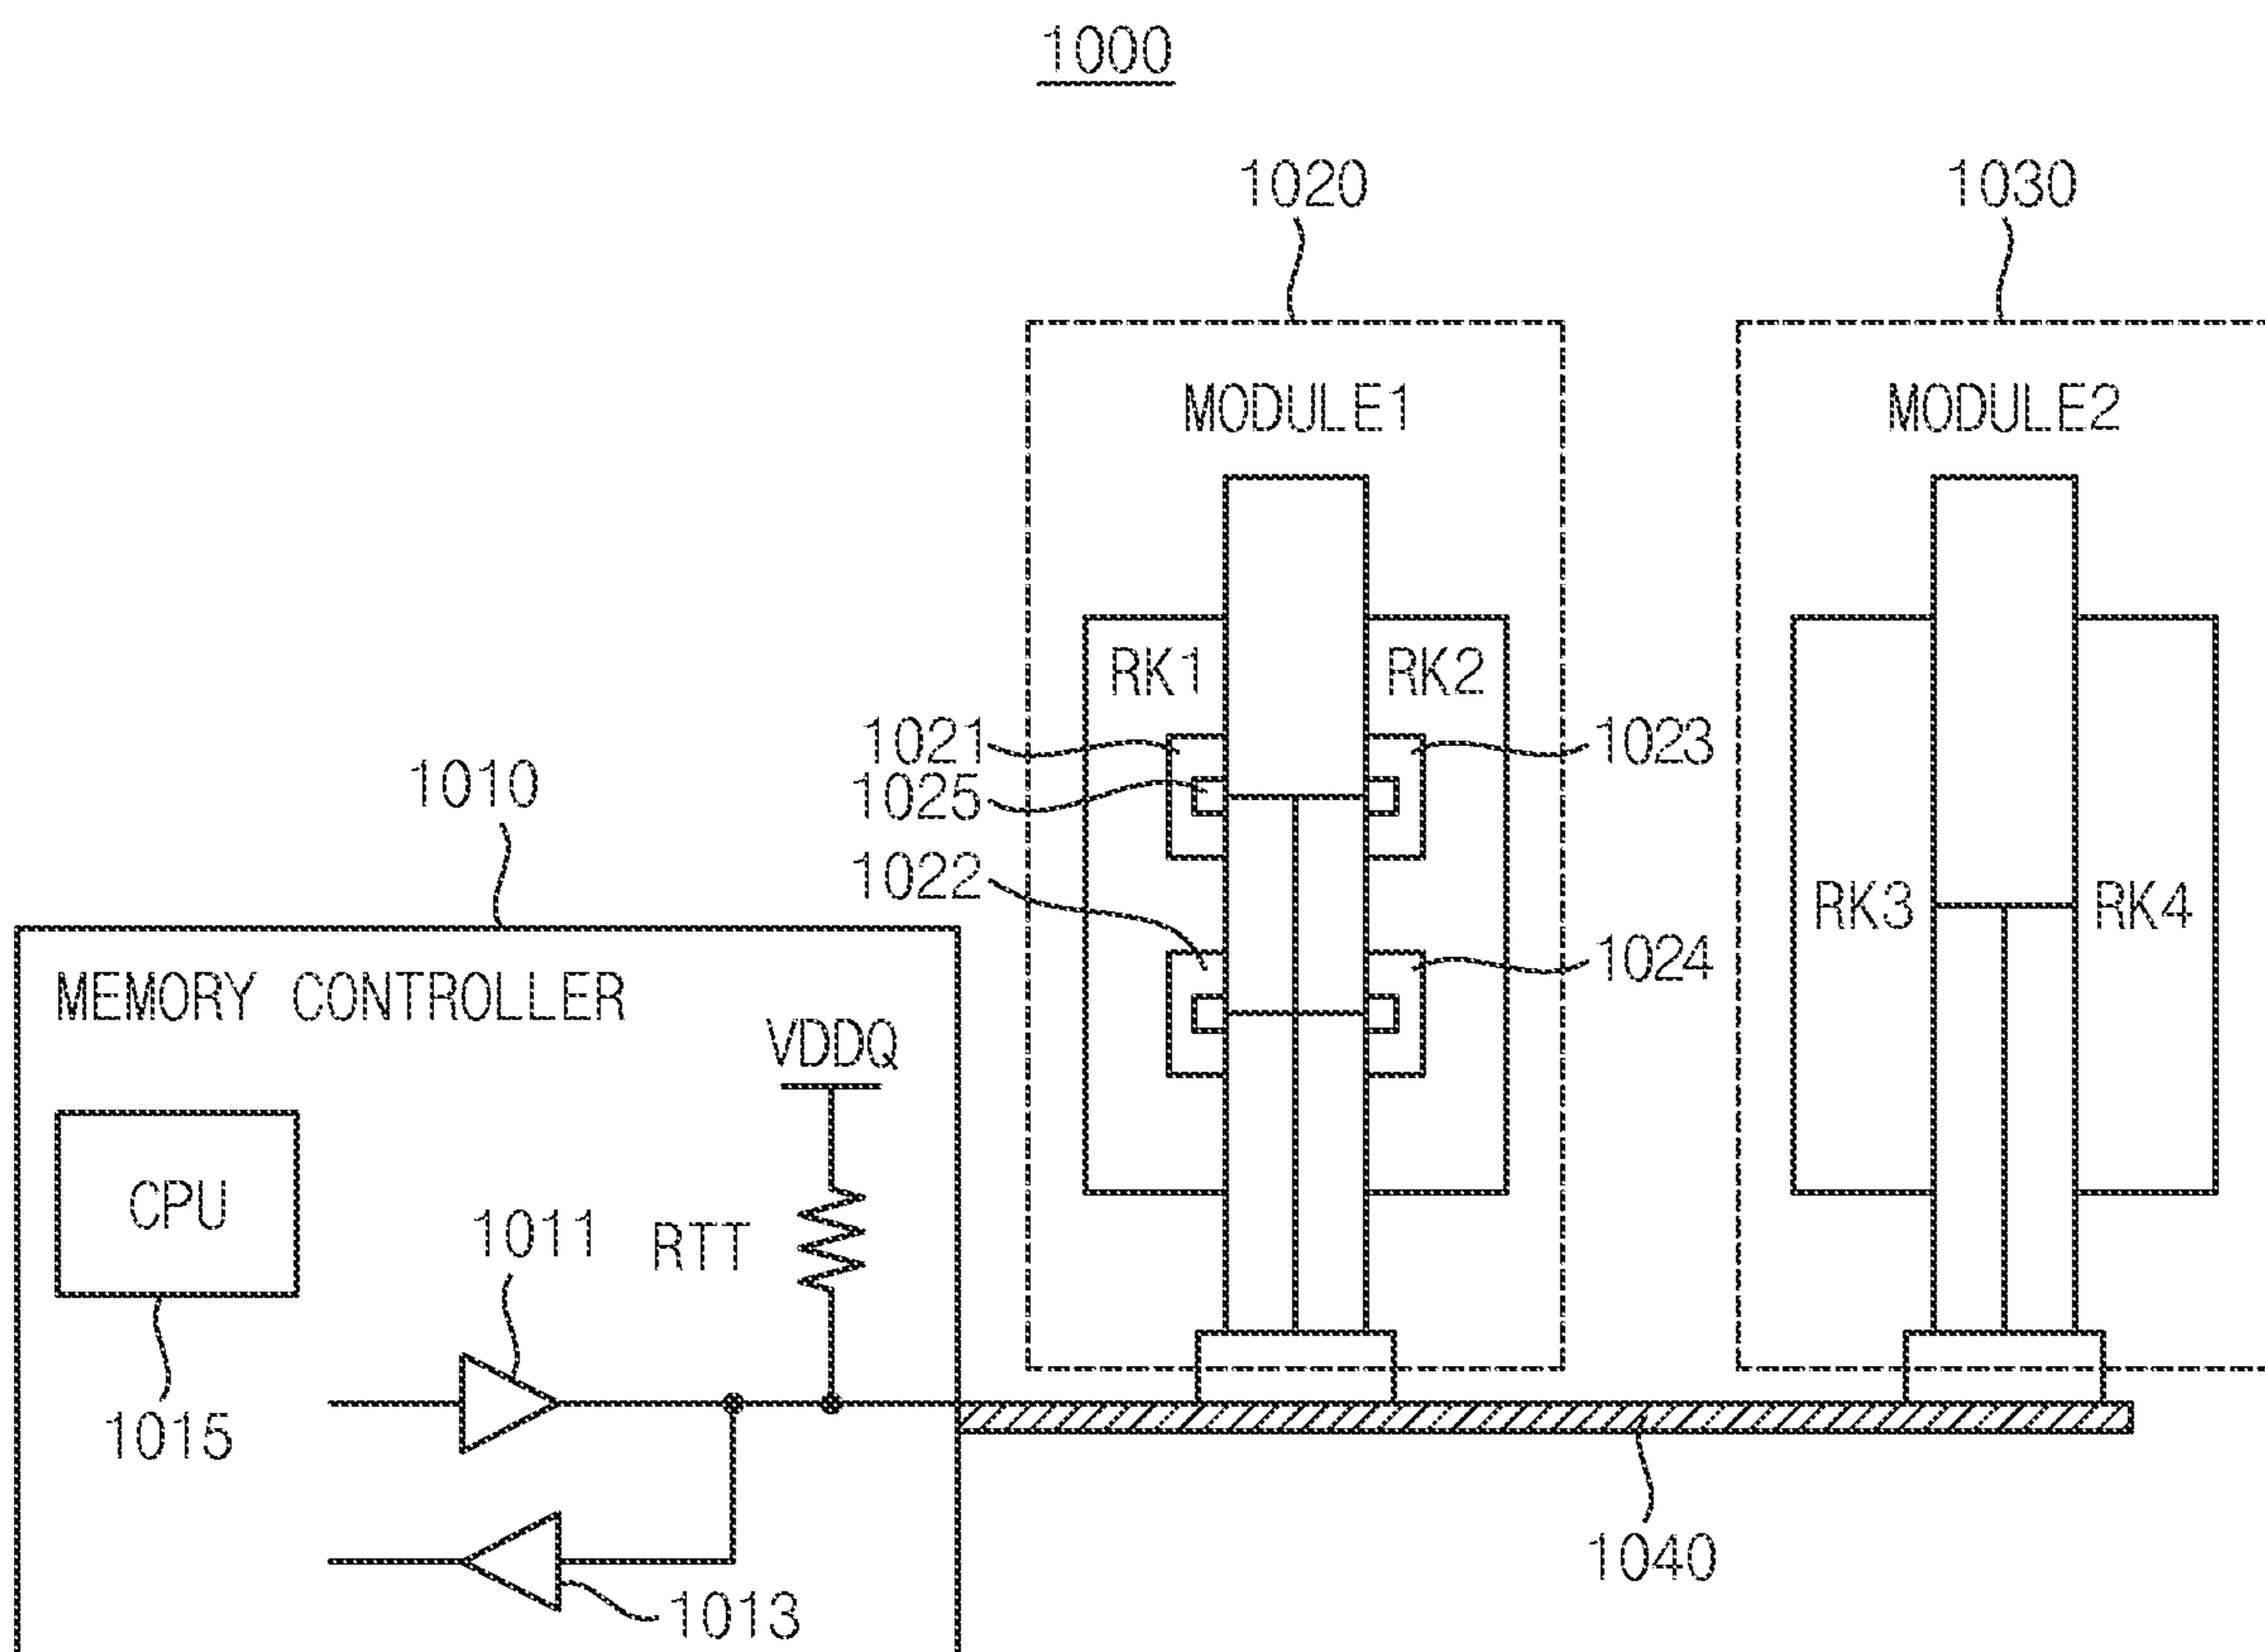 1000
1020
1030
MODULE1
MODULE2
RK1
RK2
1021
1023
1025
1010
1022
RK3
RK4
1024
MEMORY CONTROLLER
VDDQ
CPU
1011
RTT
1015
1040
1013